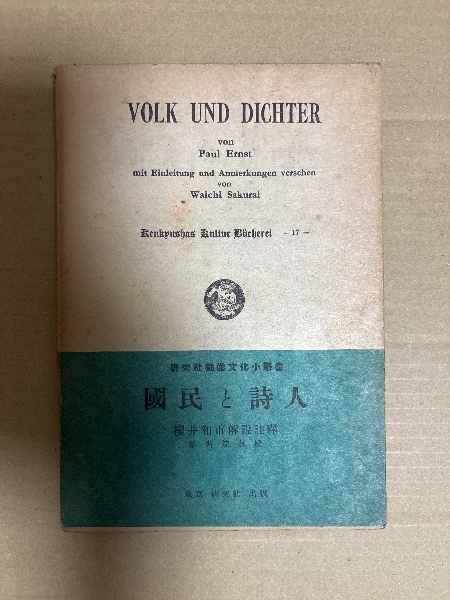 VOLK UND DICHTER
von
Paul Ernst
mit Einleitung und Anmerkungen versehen
von
Waichi Sakurai
Kenkyushas Kultur Bücherei - 17 -
研究社獨逸文化小叢書
國民と詩人
櫻井和市解說註釋
東京 研究社 出版